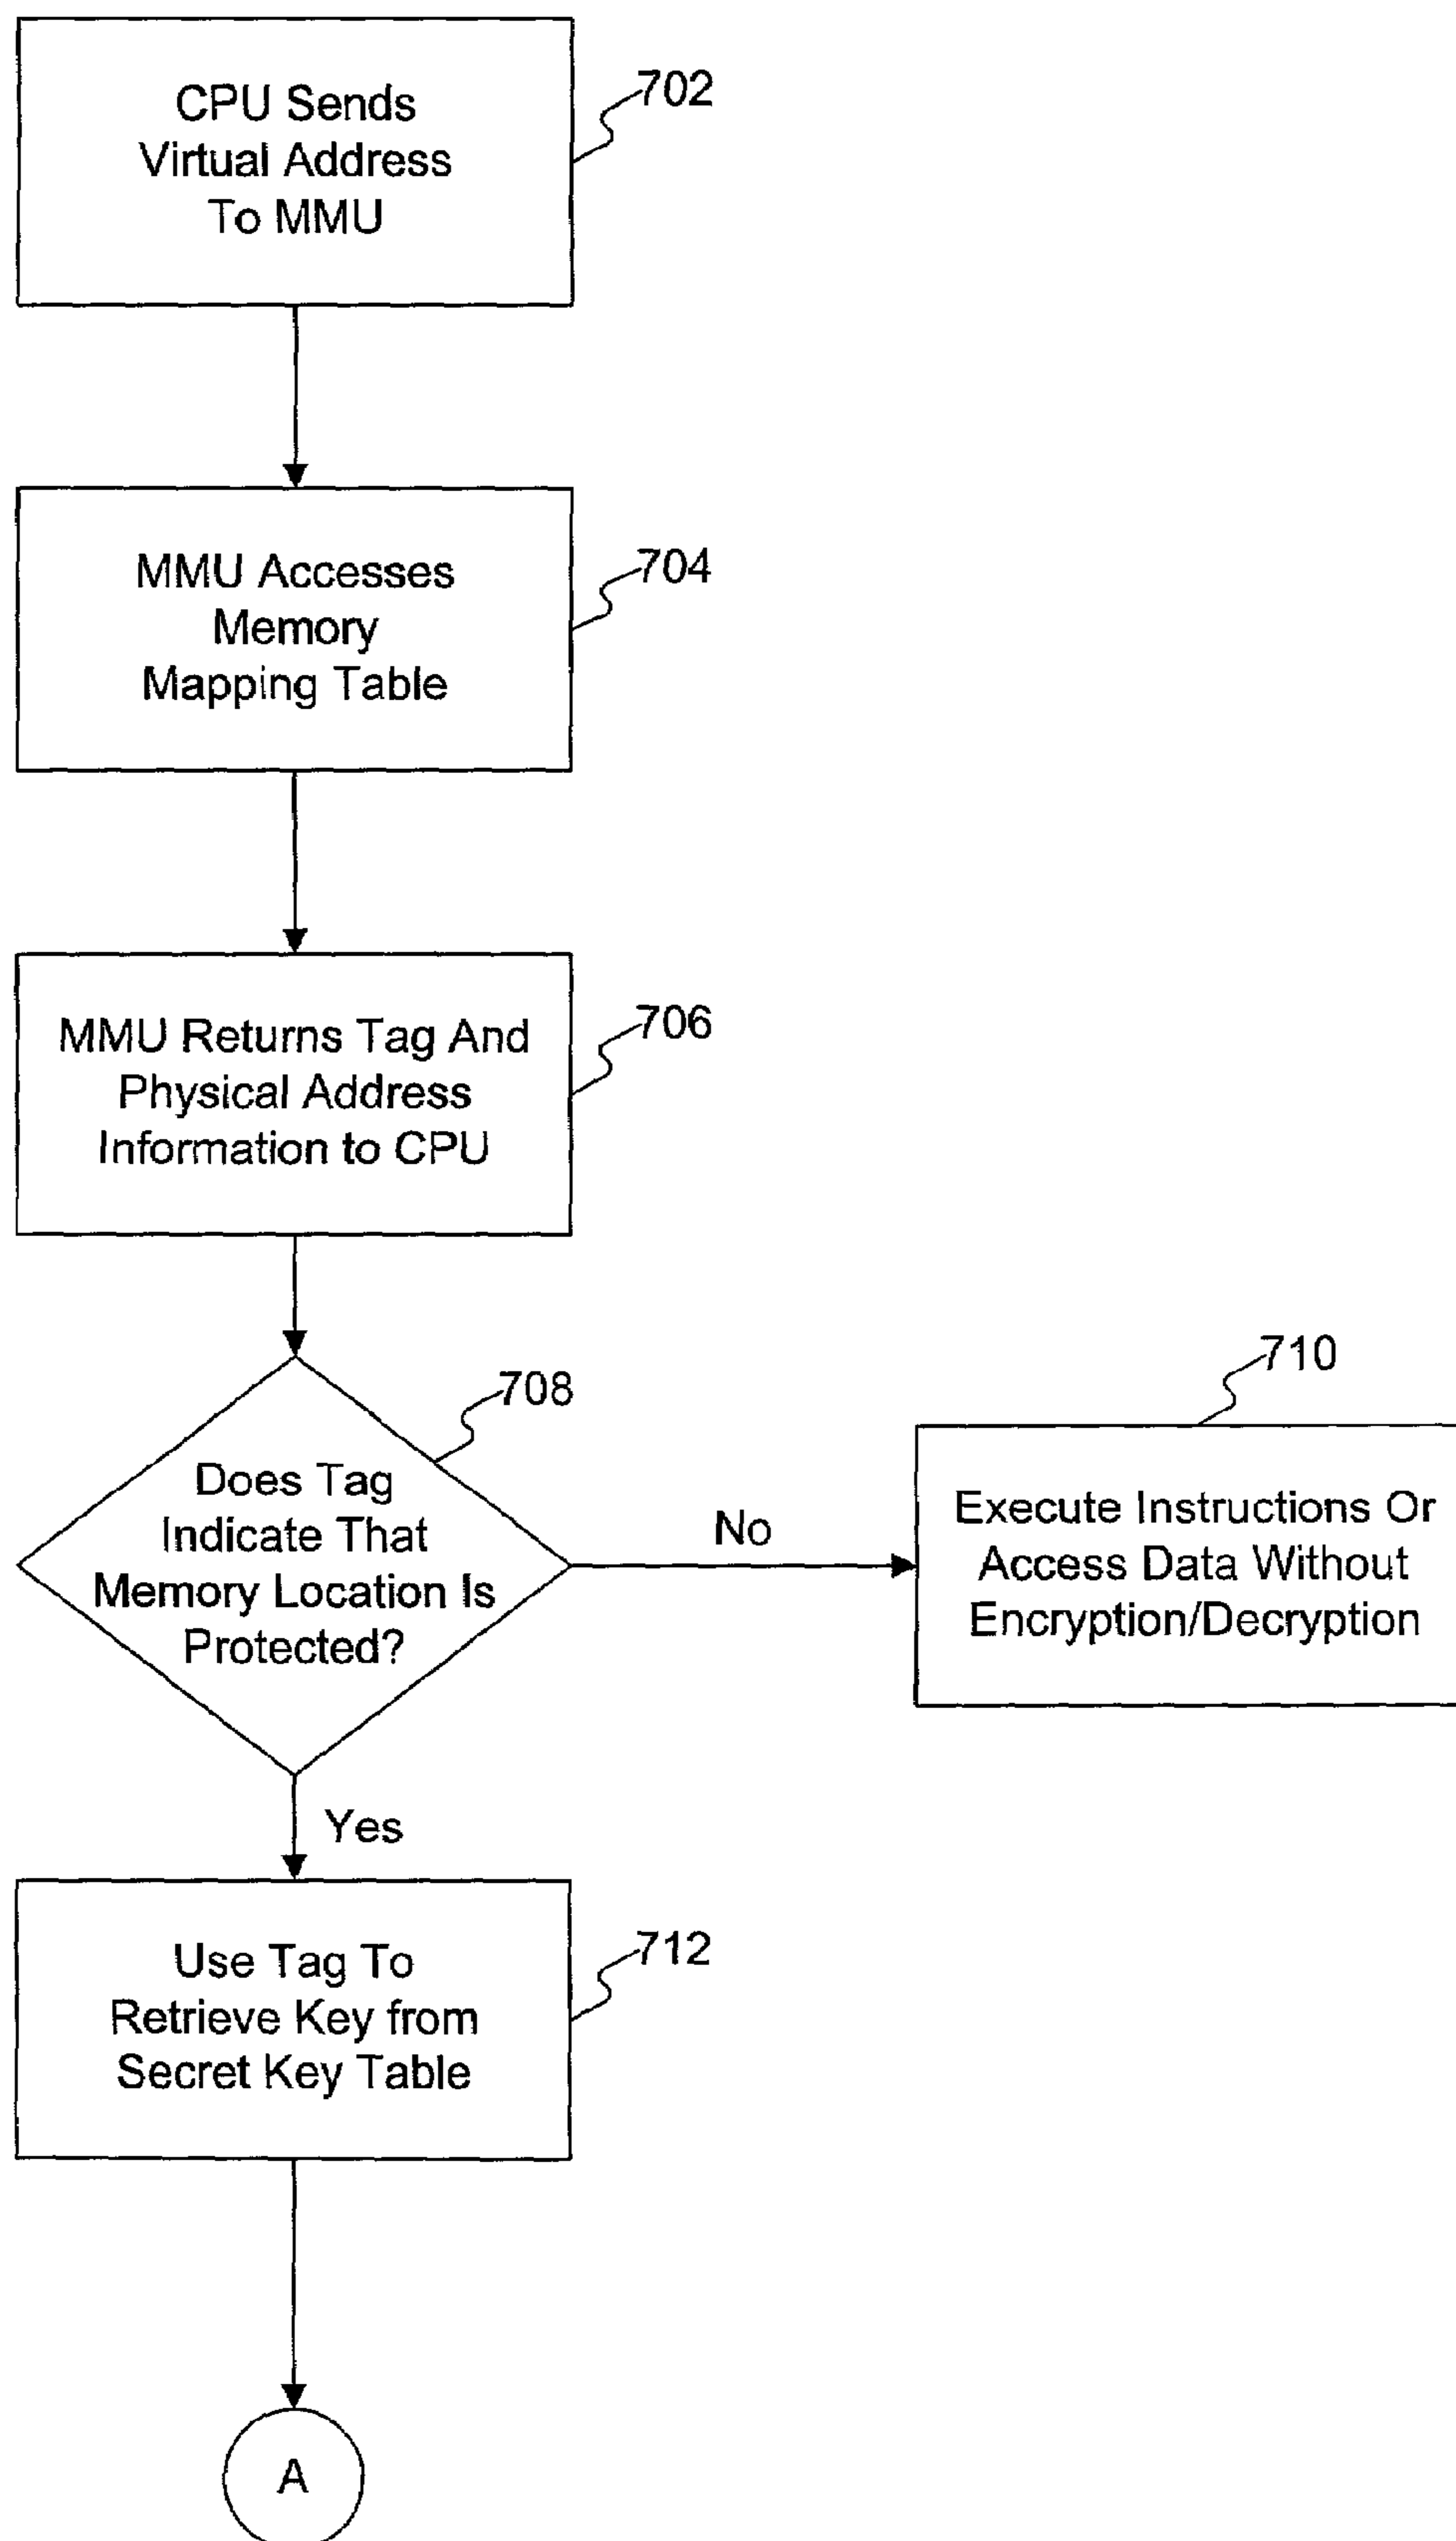 CPU Sends
Virtual Address
To MMU
702
MMU Accesses
Memory
Mapping Table
704
MMU Returns Tag And
Physical Address
Information to CPU
706
Does Tag
Indicate That
Memory Location Is
Protected?
708
No
710
Execute Instructions Or
Access Data Without
Encryption/Decryption
Yes
Use Tag To
Retrieve Key from
Secret Key Table
712
A